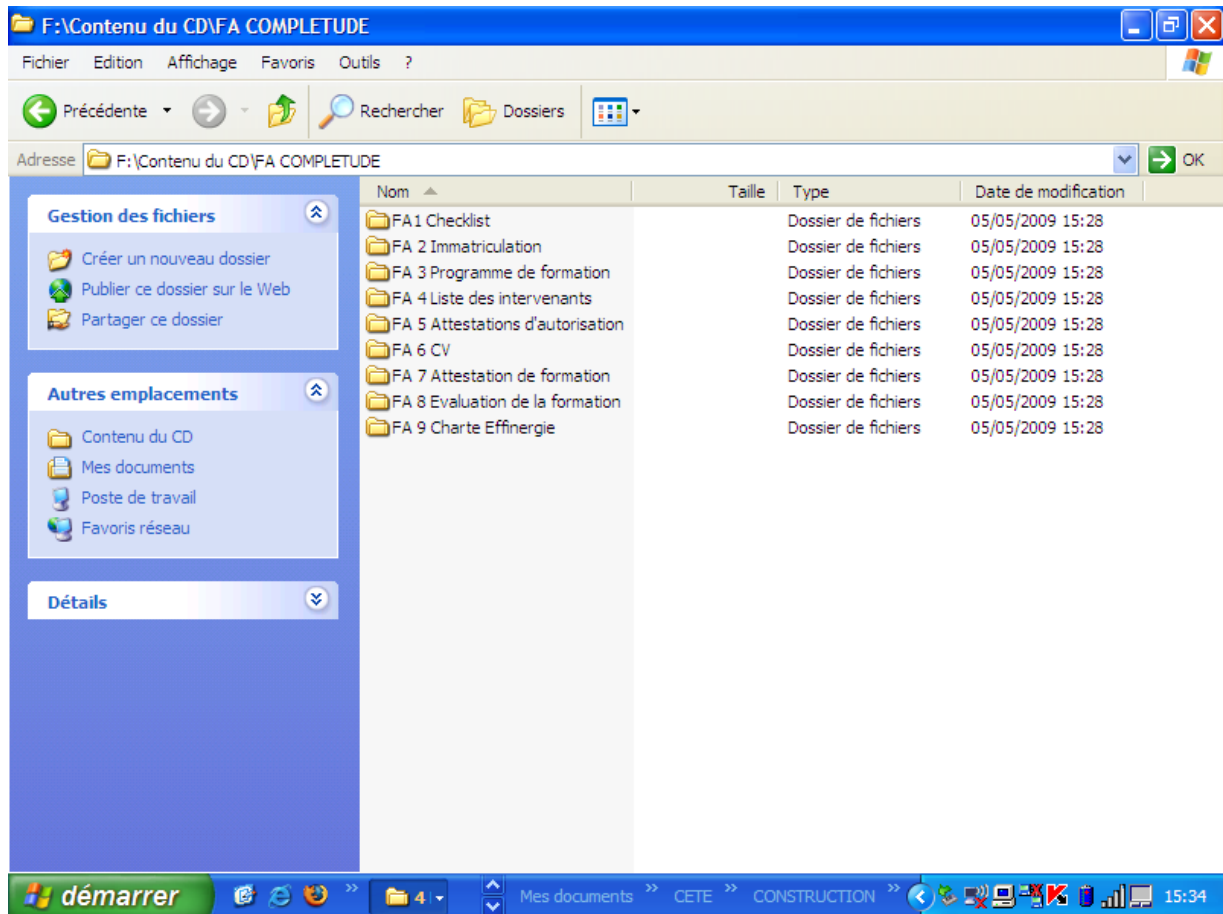 F:\Contenu du CD\FA COMPLETUDE
Fichier Edition Affichage Favoris Outils ?
Précédente Rechercher Dossiers
Adresse F:\Contenu du CD\FA COMPLETUDE OK
Gestion des fichiers
Créer un nouveau dossier
Publier ce dossier sur le Web
Partager ce dossier
Autres emplacements
Contenu du CD
Mes documents
Poste de travail
Favoris réseau
Détails
Nom Taille Type Date de modification
FA1 Checklist Dossier de fichiers 05/05/2009 15:28
FA 2 Immatriculation Dossier de fichiers 05/05/2009 15:28
FA 3 Programme de formation Dossier de fichiers 05/05/2009 15:28
FA 4 Liste des intervenants Dossier de fichiers 05/05/2009 15:28
FA 5 Attestations d'autorisation Dossier de fichiers 05/05/2009 15:28
FA 6 CV Dossier de fichiers 05/05/2009 15:28
FA 7 Attestation de formation Dossier de fichiers 05/05/2009 15:28
FA 8 Evaluation de la formation Dossier de fichiers 05/05/2009 15:28
FA 9 Charte Effinergie Dossier de fichiers 05/05/2009 15:28
démarrer » 4 Mes documents » CETE » CONSTRUCTION » 15:34